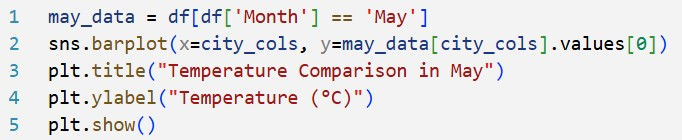 1 may_data = df[df['Month'] == 'May']
2 sns.barplot(x=city_cols, y=may_data[city_cols].values[0])
3 plt.title("Temperature Comparison in May")
4 plt.ylabel("Temperature (°C)")
5 plt.show()